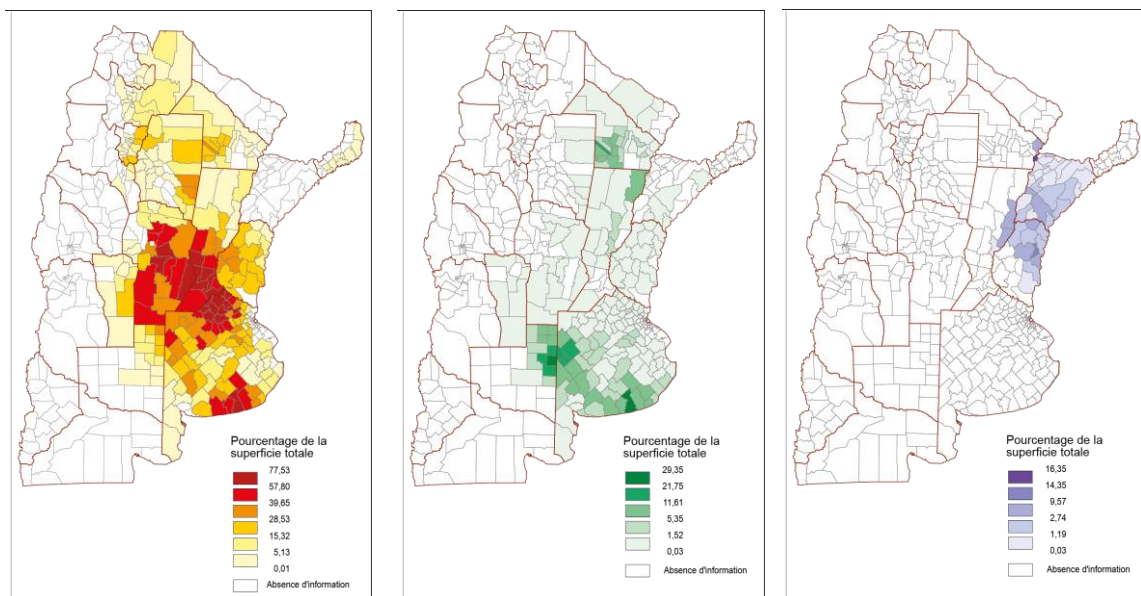 Pourcentage de la
superficie totale
77,53
57,80
39,65
28,53
15,32
5,13
0,01
Absence d'information
Pourcentage de la
superficie totale
29,35
21,75
11,61
5,35
1,52
0,03
Absence d'information
Pourcentage de la
superficie totale
16,35
14,35
9,57
2,74
1,19
0,03
Absence d'information